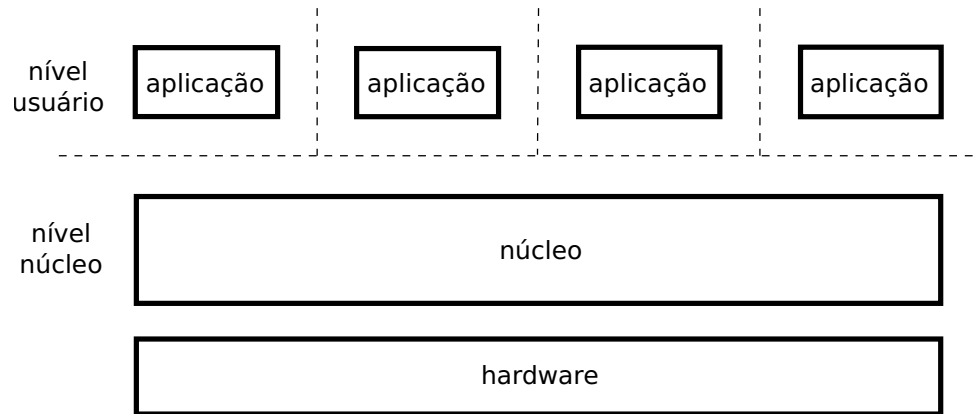 nível
usuário
aplicação
aplicação
aplicação
aplicação
nível
núcleo
núcleo
hardware